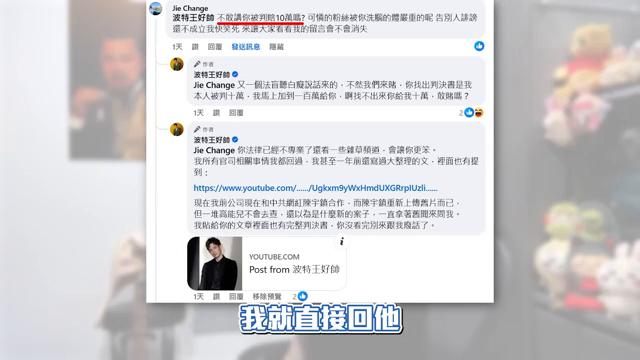 Jie Change
波特王好帥 不敢講你被判賠10萬嗎? 可憐的粉絲被你洗腦的體嚴重的呢 告別人誹謗
還不成立我快笑死 來讓大家看看我的留言會不會消失
1天 讚 回覆 發送訊息 隱藏
作者
波特王好帥
Jie Change 又一個法盲聽白癡說話來的，不然我們來賭，你找出判決書是我
本人被判十萬，我馬上加到一百萬給你，啊找不出來你給我十萬，敢賭嗎？
1天 讚 回覆 2
作者
波特王好帥
Jie Change 你法律已經不專業了還看一些雜草頻道，會讓你更笨。
我所有官司相關事情我都回過，我甚至一年前還寫過大整理的文，裡面也有提
到：
https://www.youtube.com/....../Ugkxm9yWxHmdUXGRrpIUzli......
現在我前公司現在和中共網紅陳宇鎮合作，而陳宇鎮重新上傳舊片而已，
但一堆高能兒不會去查，還以為是什麼新的案子，一直拿著舊聞來問我。
我貼給你的文章裡面也有完整判決書，你沒看完別來跟我廢話了。
YOUTUBE.COM
Post from 波特王好帥
1天 讚 回覆 移除預覽 2
我就直接回他